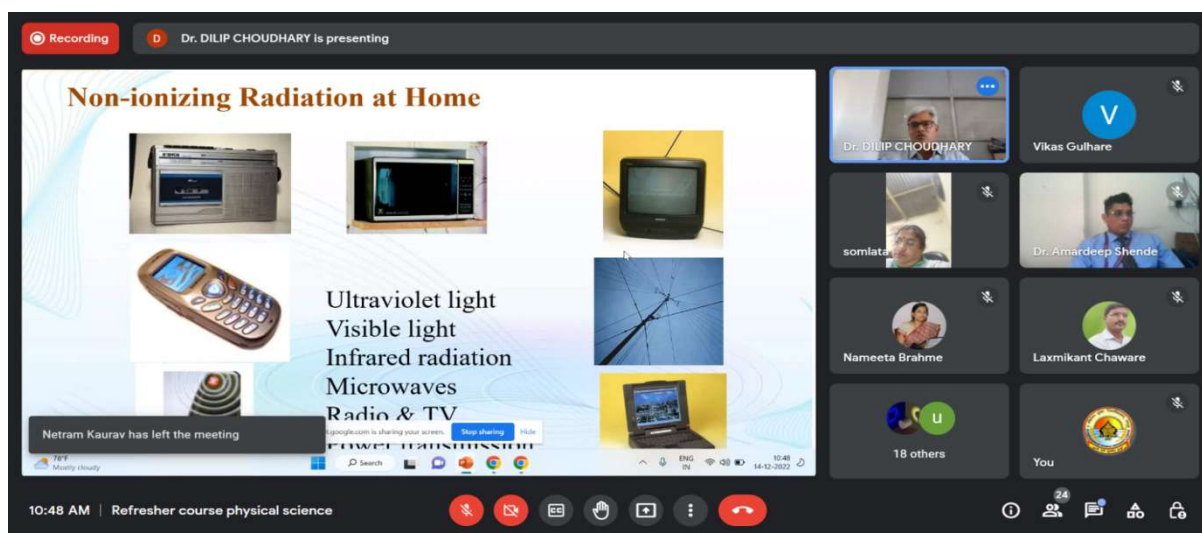 Recording
D
Dr. DILIP CHOUDHARY is presenting
Non-ionizing Radiation at Home
Ultraviolet light
Visible light
Infrared radiation
Microwaves
Radio & TV
Power transmission
Netram Kaurav has left the meeting
.google.com is sharing your screen.
Stop sharing
Hide
78°F
Mostly cloudy
Search
ENG
IN
10:48
14-12-2022
Dr. DILIP CHOUDHARY
V
Vikas Gulhare
somlata
Dr. Amardeep Shende
Nameeta Brahme
Laxmikant Chaware
u
18 others
You
10:48 AM | Refresher course physical science
CC
24